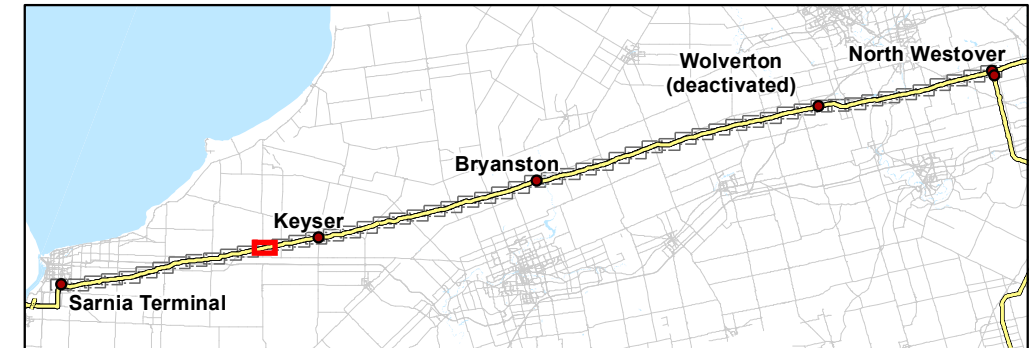 Wolverton
(deactivated)
North Westover
Bryanston
Keyser
Sarnia Terminal